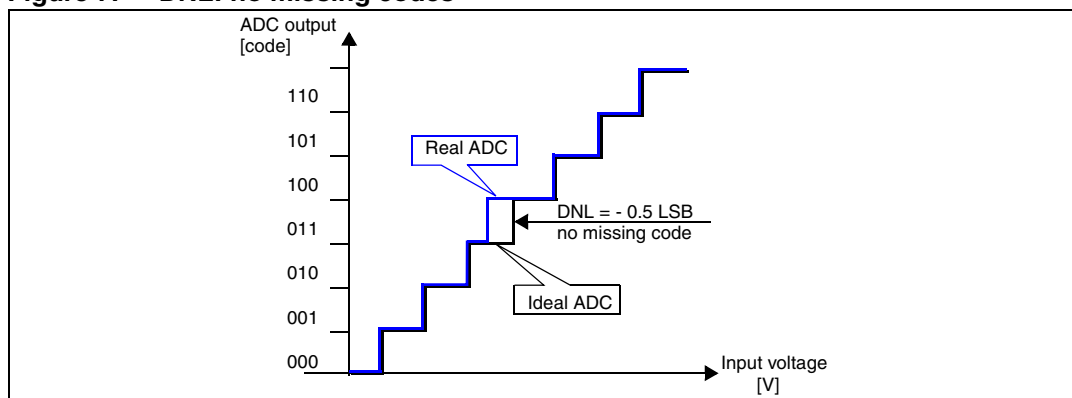 ADC output
[code]
110
101
Real ADC
100
DNL = - 0.5 LSB
011
no missing code
010
Ideal ADC
001
000
Input voltage
[V]